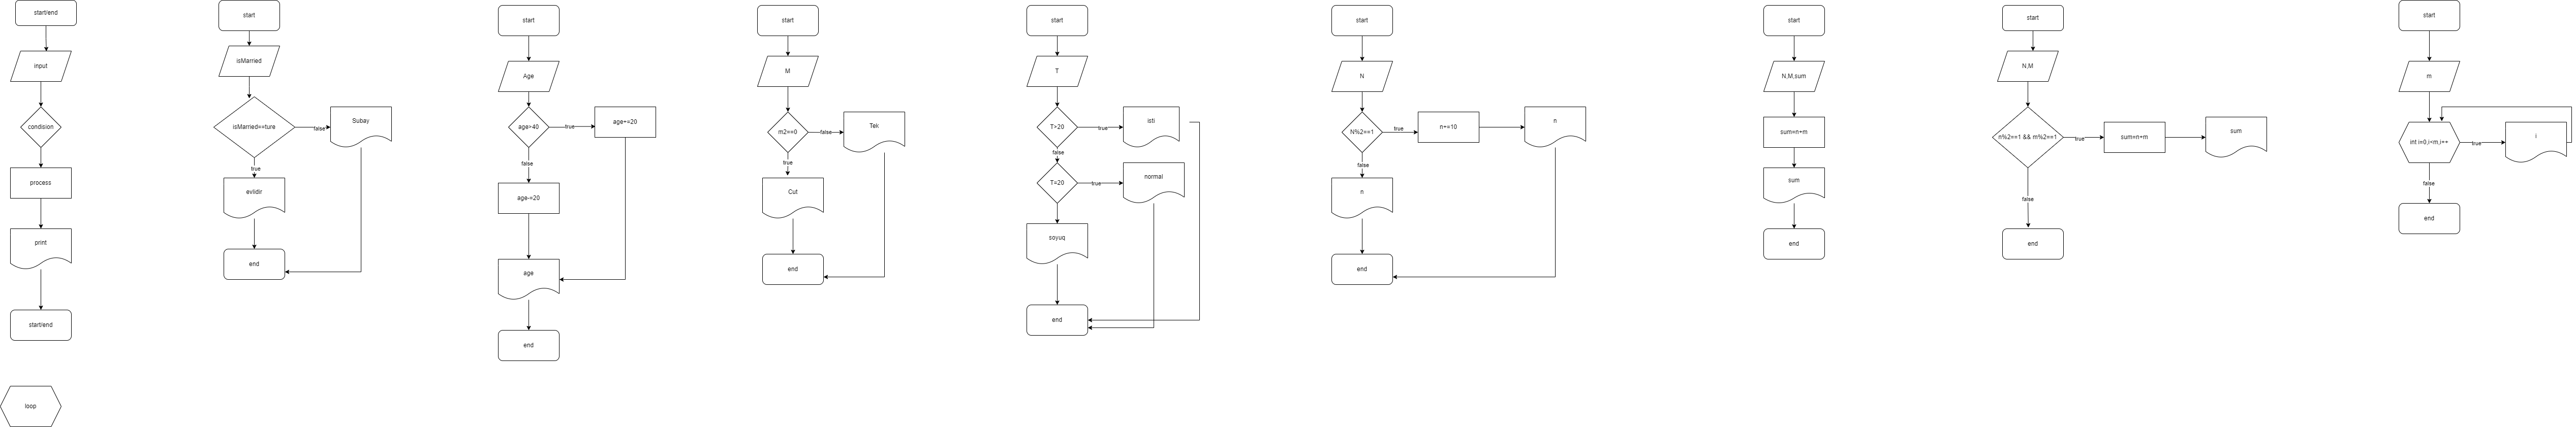 start/end
input
condision
process
print
start/end
loop
start
isMarried
isMarried==ture
false
Subay
true
evlidir
end
start
Age
age>40
true
age+=20
false
age-=20
age
end
start
M
m2==0
false
Tek
true
Cut
end
start
T
T>20
true
isti
false
T=20
true
normal
soyuq
end
start
N
N%2==1
true
n+=10
n
false
n
end
start
N,M,sum
sum=n+m
sum
end
start
N,M
n%2==1 && m%2==1
true
sum=n+m
sum
false
end
start
m
int i=0,i<m,i++
true
i
false
end